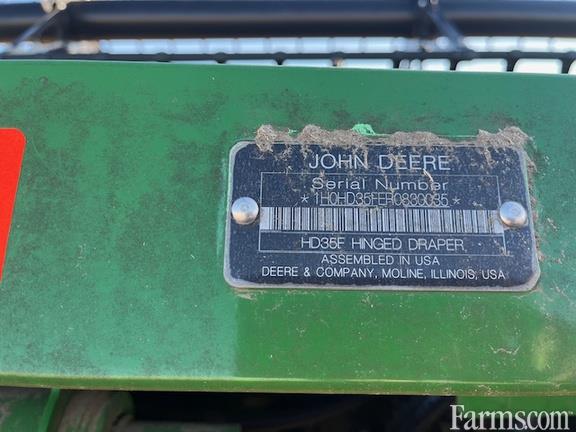 JOHN DEERE
Serial Number
*1H0HD35FER0830035*
HD35F HINGED DRAPER
ASSEMBLED IN USA
DEERE & COMPANY, MOLINE, ILLINOIS, USA
Farms.com